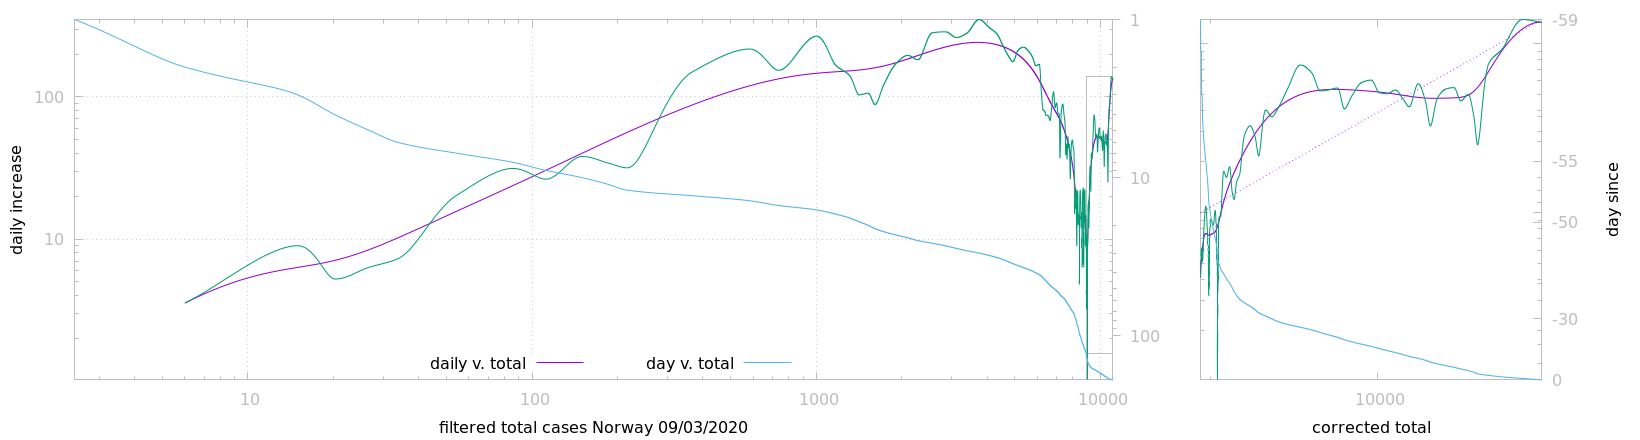 daily increase
100
10
1
10
100
daily v. total
day v. total
10
100
1000
10000
filtered total cases Norway 09/03/2020
-59
-55
-50
-30
0
day since
10000
corrected total